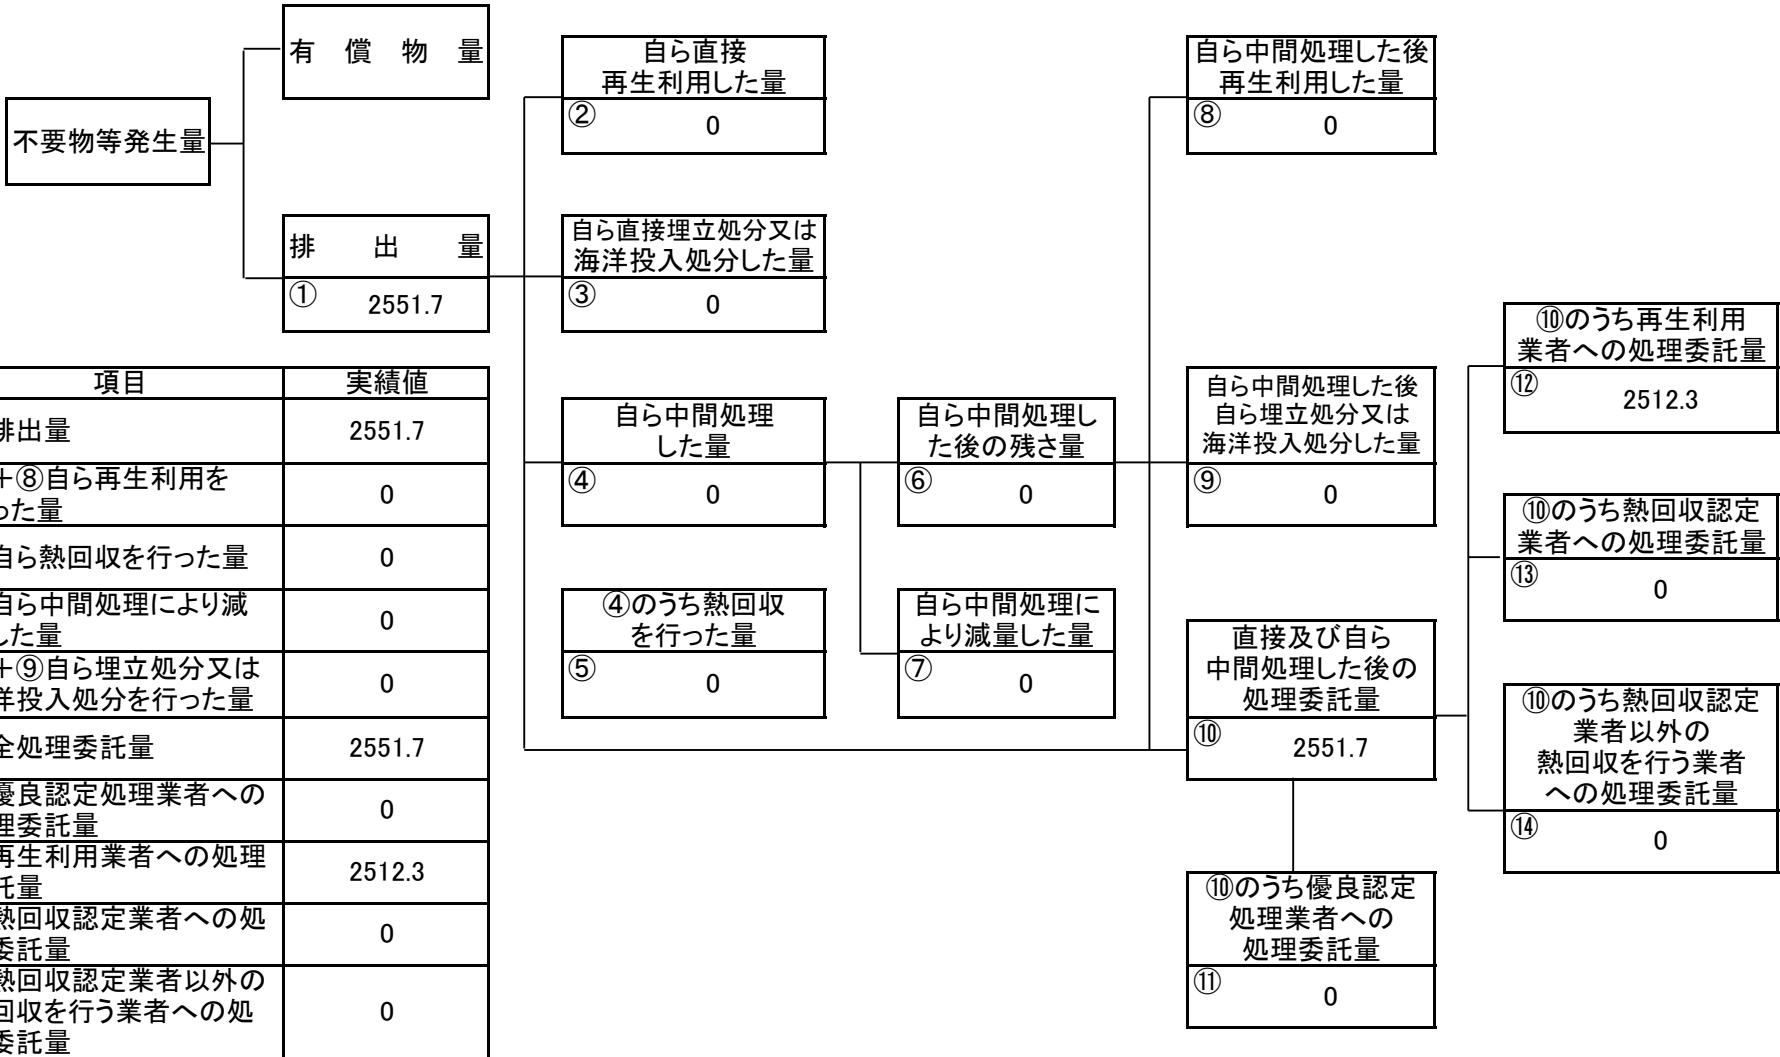 有償物量
不要物等発生量
排出量
① 2551.7
自ら直接
再生利用した量
② 0
自ら直接埋立処分又は
海洋投入処分した量
③ 0
自ら中間処理
した量
④ 0
④のうち熱回収
を行った量
⑤ 0
自ら中間処理し
た後の残さ量
⑥ 0
自ら中間処理に
より減量した量
⑦ 0
自ら中間処理した後
再生利用した量
⑧ 0
自ら中間処理した後
自ら埋立処分又は
海洋投入処分した量
⑨ 0
直接及び自ら
中間処理した後の
処理委託量
⑩ 2551.7
⑩のうち優良認定
処理業者への
処理委託量
⑪ 0
⑩のうち再生利用
業者への処理委託量
⑫ 2512.3
⑩のうち熱回収認定
業者への処理委託量
⑬ 0
⑩のうち熱回収認定
業者以外の
熱回収を行う業者
への処理委託量
⑭ 0
項目 実績値
排出量 2551.7
+⑧自ら再生利用を
った量 0
自ら熱回収を行った量 0
自ら中間処理により減
した量 0
+⑨自ら埋立処分又は
洋投入処分を行った量 0
全処理委託量 2551.7
優良認定処理業者への
理委託量 0
再生利用業者への処理
託量 2512.3
熱回収認定業者への処
委託量 0
熱回収認定業者以外の
回収を行う業者への処
委託量 0